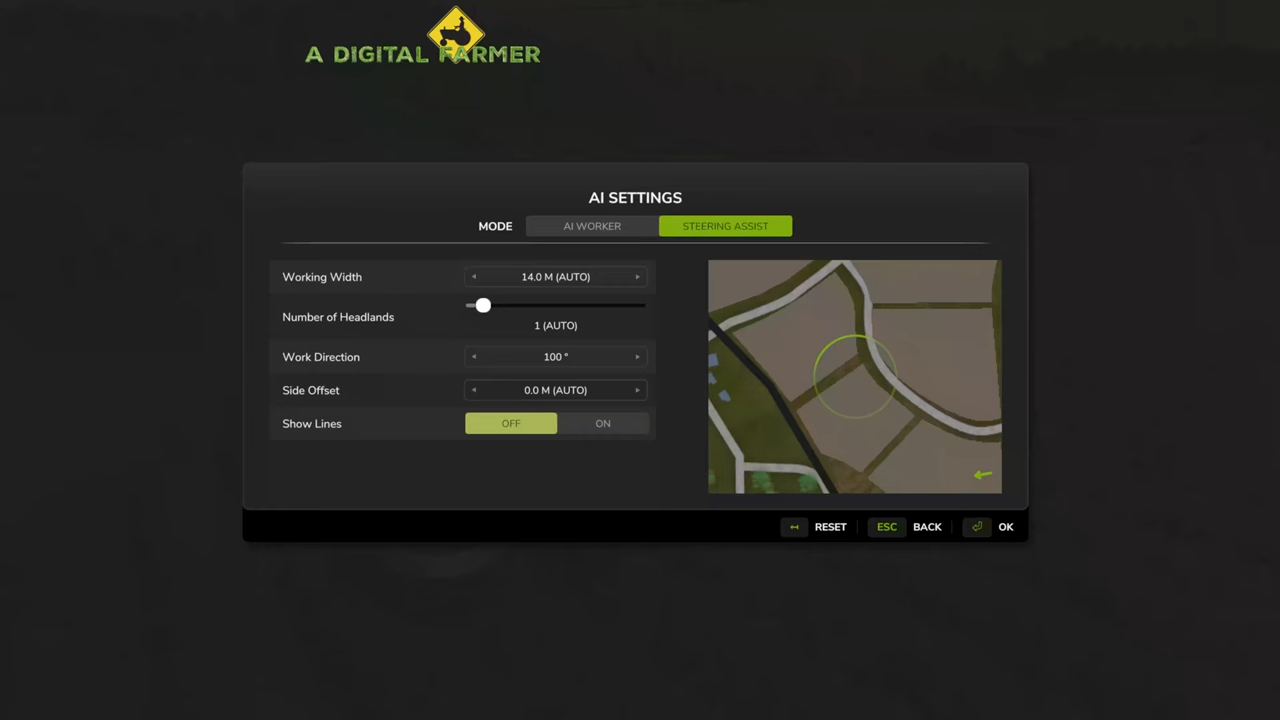 A DIGITAL FARMER
AI SETTINGS
MODE AI WORKER STEERING ASSIST
Working Width 14.0 M (AUTO)
Number of Headlands
1 (AUTO)
Work Direction 100 °
Side Offset 0.0 M (AUTO)
Show Lines OFF ON
RESET ESC BACK OK